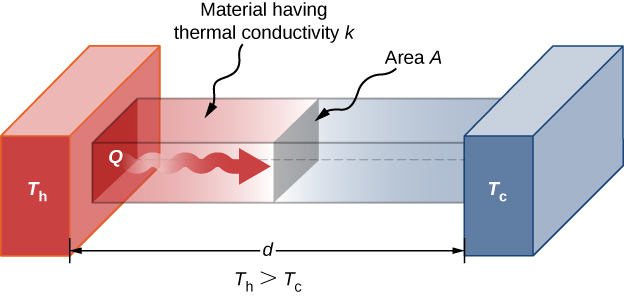 Material having
thermal conductivity k
Area A
Q
Th
Tc
d
Th > Tc